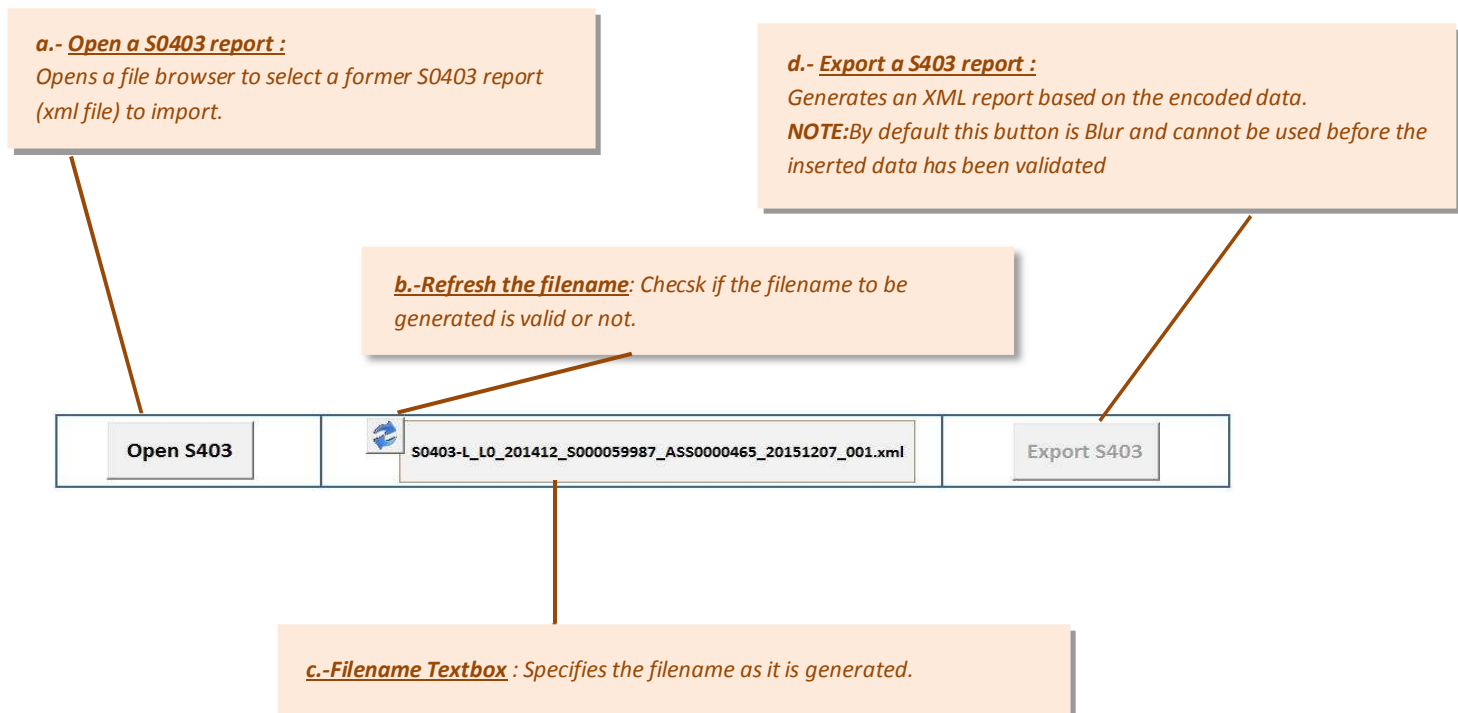 a.- Open a S0403 report :
Opens a file browser to select a former S0403 report
(xml file) to import.
d.- Export a S403 report :
Generates an XML report based on the encoded data.
NOTE:By default this button is Blur and cannot be used before the
inserted data has been validated
b.-Refresh the filename: Checsk if the filename to be
generated is valid or not.
Open S403
S0403-L_L0_201412_S000059987_ASS0000465_20151207_001.xml
Export S403
c.-Filename Textbox : Specifies the filename as it is generated.